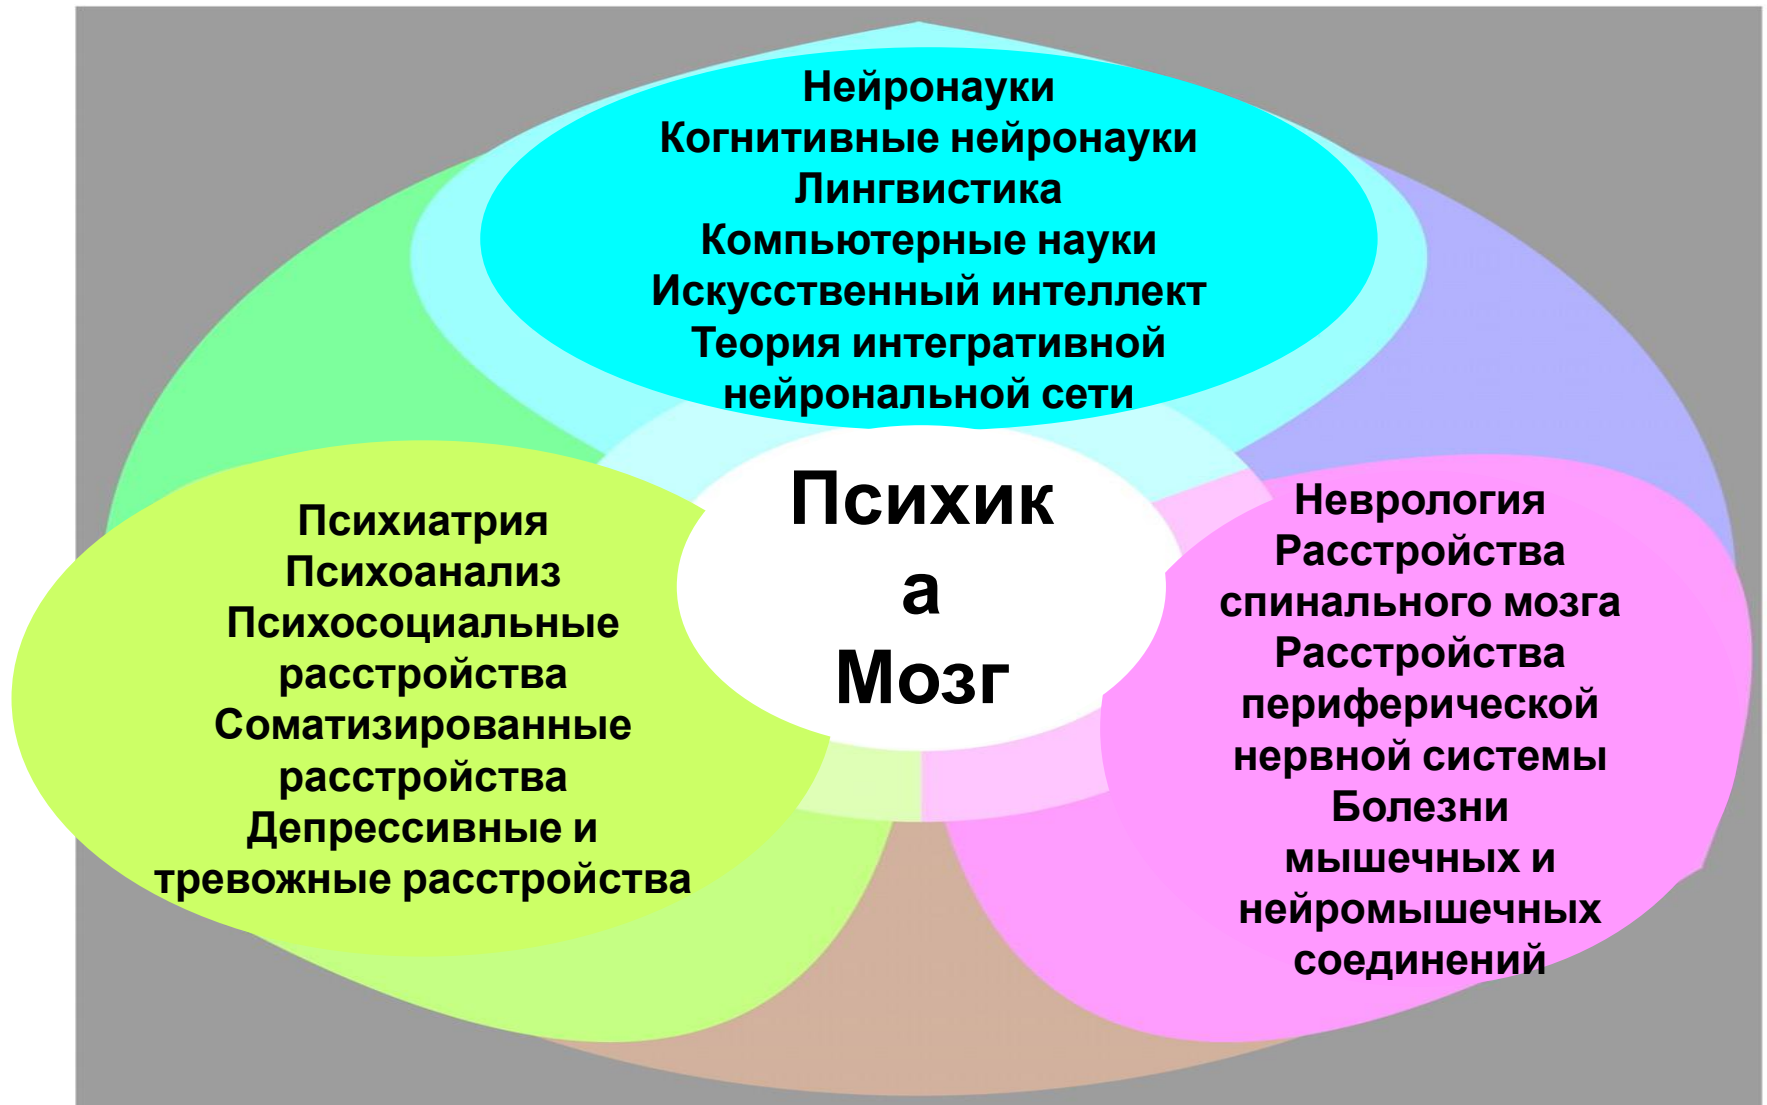 Нейронауки
Когнитивные нейронауки
Лингвистика
Компьютерные науки
Искусственный интеллект
Теория интегративной
нейрональной сети
Психик
а
Мозг
Психиатрия
Психоанализ
Психосоциальные
расстройства
Соматизированные
расстройства
Депрессивные и
тревожные расстройства
Неврология
Расстройства
спинального мозга
Расстройства
периферической
нервной системы
Болезни
мышечных и
нейромышечных
соединений